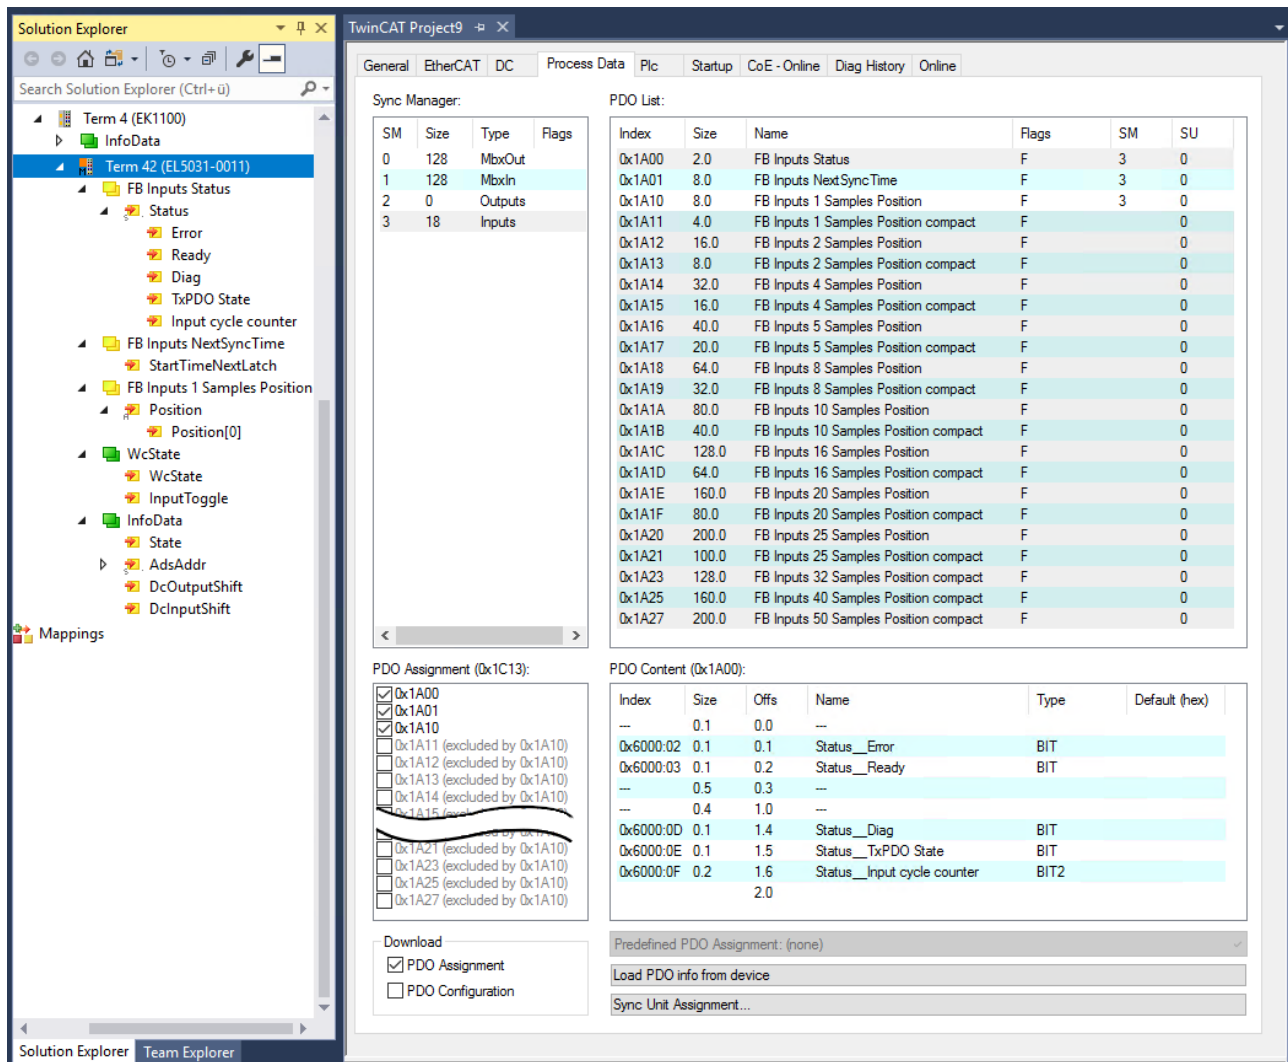 Solution Explorer
Search Solution Explorer (Ctrl+ü)
Term 4 (EK1100)
InfoData
Term 42 (EL5031-0011)
FB Inputs Status
Status
Error
Ready
Diag
TxPDO State
Input cycle counter
FB Inputs NextSyncTime
StartTimeNextLatch
FB Inputs 1 Samples Position
Position
Position[0]
WcState
WcState
InputToggle
InfoData
State
AdsAddr
DcOutputShift
DcInputShift
Mappings
Solution Explorer Team Explorer
TwinCAT Project9
General EtherCAT DC Process Data Plc Startup CoE - Online Diag History Online
Sync Manager:
SM Size Type Flags
0 128 MbxOut
1 128 MbxIn
2 0 Outputs
3 18 Inputs
PDO List:
Index Size Name Flags SM SU
0x1A00 2.0 FB Inputs Status F 3 0
0x1A01 8.0 FB Inputs NextSyncTime F 3 0
0x1A10 8.0 FB Inputs 1 Samples Position F 3 0
0x1A11 4.0 FB Inputs 1 Samples Position compact F 0
0x1A12 16.0 FB Inputs 2 Samples Position F 0
0x1A13 8.0 FB Inputs 2 Samples Position compact F 0
0x1A14 32.0 FB Inputs 4 Samples Position F 0
0x1A15 16.0 FB Inputs 4 Samples Position compact F 0
0x1A16 40.0 FB Inputs 5 Samples Position F 0
0x1A17 20.0 FB Inputs 5 Samples Position compact F 0
0x1A18 64.0 FB Inputs 8 Samples Position F 0
0x1A19 32.0 FB Inputs 8 Samples Position compact F 0
0x1A1A 80.0 FB Inputs 10 Samples Position F 0
0x1A1B 40.0 FB Inputs 10 Samples Position compact F 0
0x1A1C 128.0 FB Inputs 16 Samples Position F 0
0x1A1D 64.0 FB Inputs 16 Samples Position compact F 0
0x1A1E 160.0 FB Inputs 20 Samples Position F 0
0x1A1F 80.0 FB Inputs 20 Samples Position compact F 0
0x1A20 200.0 FB Inputs 25 Samples Position F 0
0x1A21 100.0 FB Inputs 25 Samples Position compact F 0
0x1A23 128.0 FB Inputs 32 Samples Position compact F 0
0x1A25 160.0 FB Inputs 40 Samples Position compact F 0
0x1A27 200.0 FB Inputs 50 Samples Position compact F 0
PDO Assignment (0x1C13):
0x1A00
0x1A01
0x1A10
0x1A11 (excluded by 0x1A10)
0x1A12 (excluded by 0x1A10)
0x1A13 (excluded by 0x1A10)
0x1A14 (excluded by 0x1A10)
0x1A15
0x1A21 (excluded by 0x1A10)
0x1A23 (excluded by 0x1A10)
0x1A25 (excluded by 0x1A10)
0x1A27 (excluded by 0x1A10)
PDO Content (0x1A00):
Index Size Offs Name Type Default (hex)
--- 0.1 0.0 ---
0x6000:02 0.1 0.1 Status__Error BIT
0x6000:03 0.1 0.2 Status__Ready BIT
--- 0.5 0.3 ---
--- 0.4 1.0 ---
0x6000:0D 0.1 1.4 Status__Diag BIT
0x6000:0E 0.1 1.5 Status__TxPDO State BIT
0x6000:0F 0.2 1.6 Status__Input cycle counter BIT2
2.0
Download
PDO Assignment
PDO Configuration
Predefined PDO Assignment: (none)
Load PDO info from device
Sync Unit Assignment...